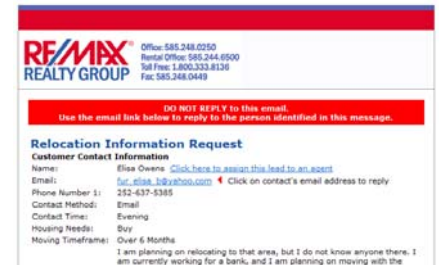 RE/MAX
REALTY GROUP
Office: 585.248.0250
Rental Office: 585.244.6500
Toll Free: 1.800.333.8136
Fax: 585.248.0449
DO NOT REPLY to this email.
Use the email link below to reply to the person identified in this message.
Relocation Information Request
Customer Contact Information
Name: Elisa Owens Click here to assign this lead to an agent
Email: fur_elisa_b@yahoo.com Click on contact's email address to reply
Phone Number 1: 252-637-5385
Contact Method: Email
Contact Time: Evening
Housing Needs: Buy
Moving Timeframe: Over 6 Months
I am planning on relocating to that area, but I do not know anyone there. I
am currently working for a bank, and I am planning on moving with the